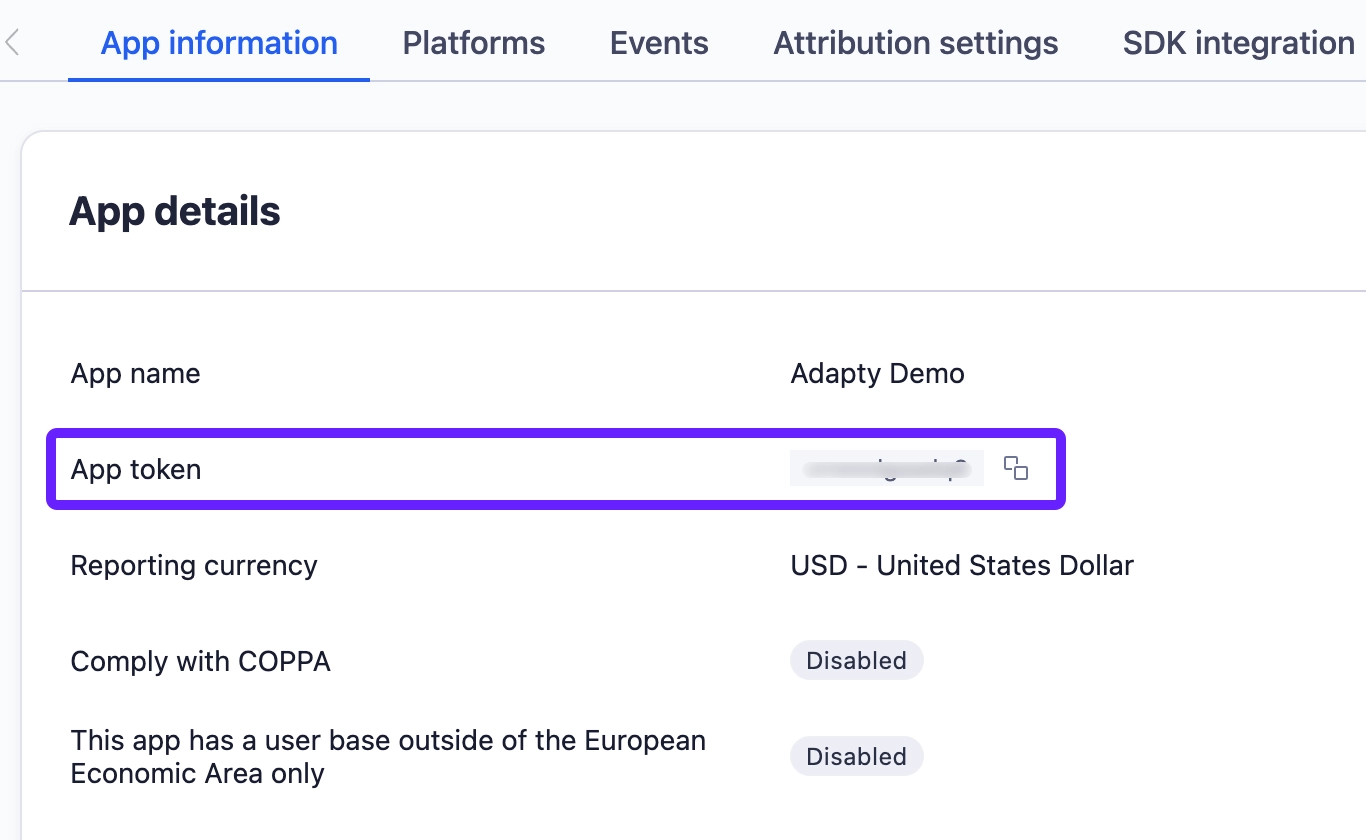 App information Platforms Events Attribution settings SDK integration
App details
App name Adapty Demo
App token
Reporting currency USD - United States Dollar
Comply with COPPA Disabled
This app has a user base outside of the European
Economic Area only Disabled